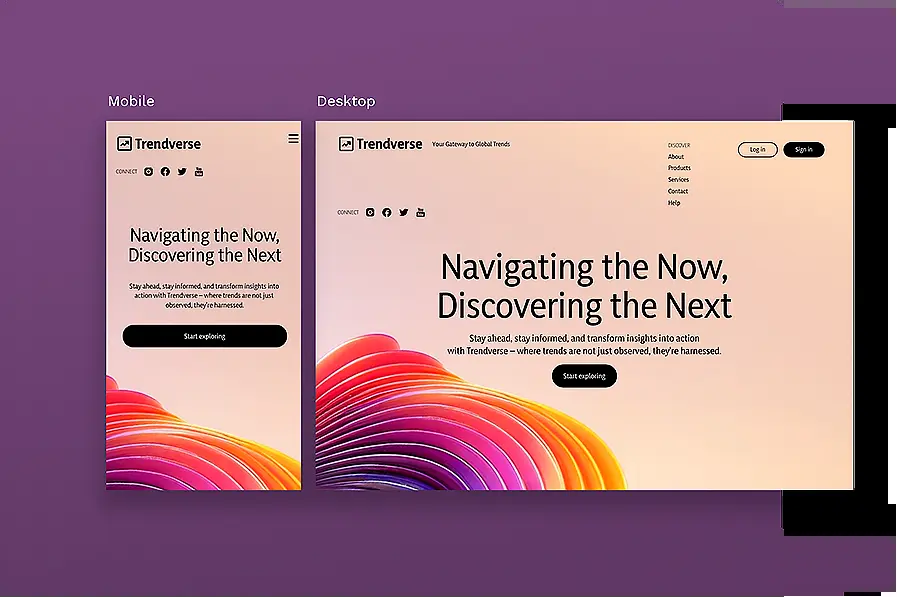 Mobile
Trendverse
CONNECT
Navigating the Now,
Discovering the Next
Stay ahead, stay informed, and transform insights into
action with Trendverse – where trends are not just
observed, they're harnessed.
Start exploring
Desktop
Trendverse Your Gateway to Global Trends
DISCOVER
About
Products
Services
Contact
Help
Log in
Sign in
CONNECT
Navigating the Now,
Discovering the Next
Stay ahead, stay informed, and transform insights into action
with Trendverse – where trends are not just observed, they're harnessed.
Start exploring